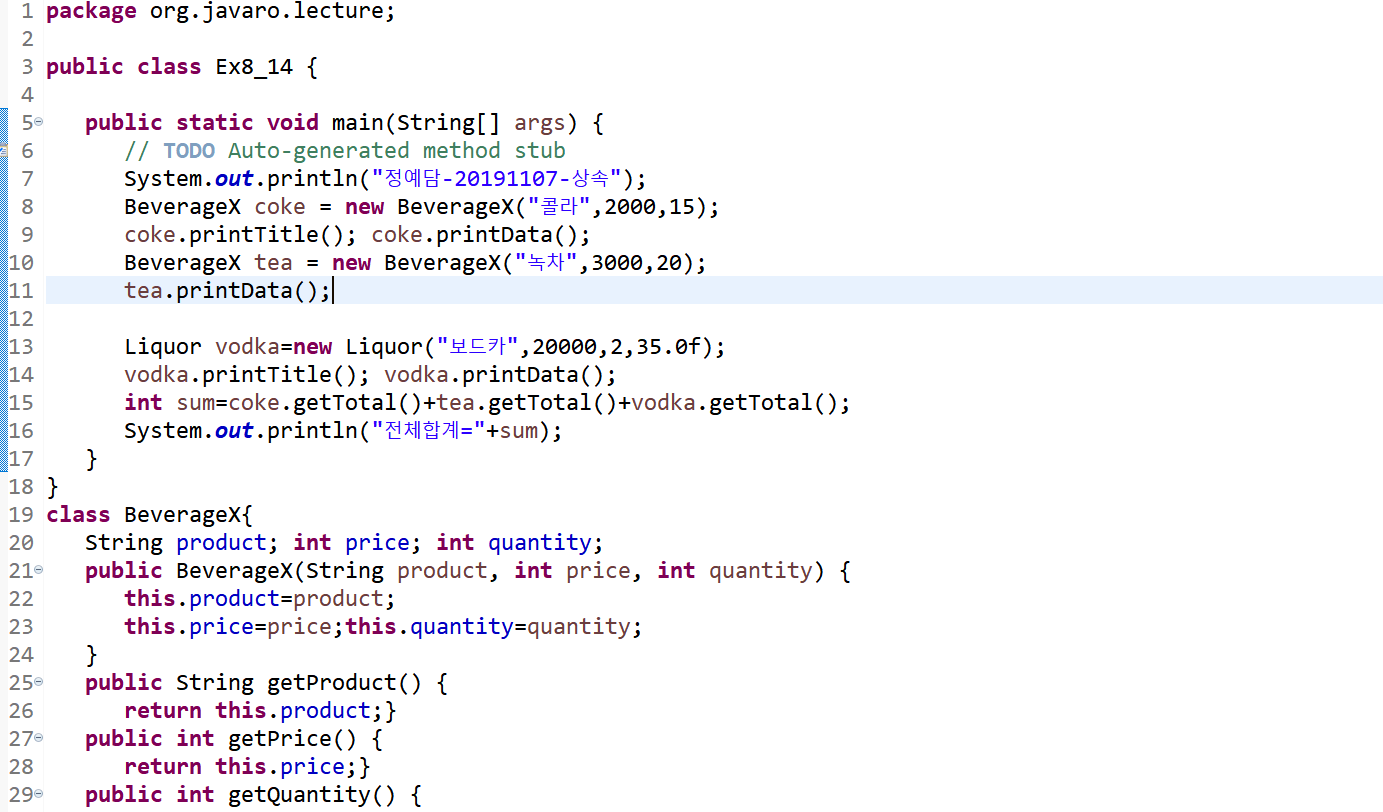 1 package org.javaro.lecture;
2
3 public class Ex8_14 {
4
5 public static void main(String[] args) {
6 // TODO Auto-generated method stub
7 System.out.println("정예담-20191107-상속");
8 BeverageX coke = new BeverageX("콜라",2000,15);
9 coke.printTitle(); coke.printData();
10 BeverageX tea = new BeverageX("녹차",3000,20);
11 tea.printData();
12
13 Liquor vodka=new Liquor("보드카",20000,2,35.0f);
14 vodka.printTitle(); vodka.printData();
15 int sum=coke.getTotal()+tea.getTotal()+vodka.getTotal();
16 System.out.println("전체합계="+sum);
17 }
18 }
19 class BeverageX{
20 String product; int price; int quantity;
21 public BeverageX(String product, int price, int quantity) {
22 this.product=product;
23 this.price=price;this.quantity=quantity;
24 }
25 public String getProduct() {
26 return this.product;}
27 public int getPrice() {
28 return this.price;}
29 public int getQuantity() {